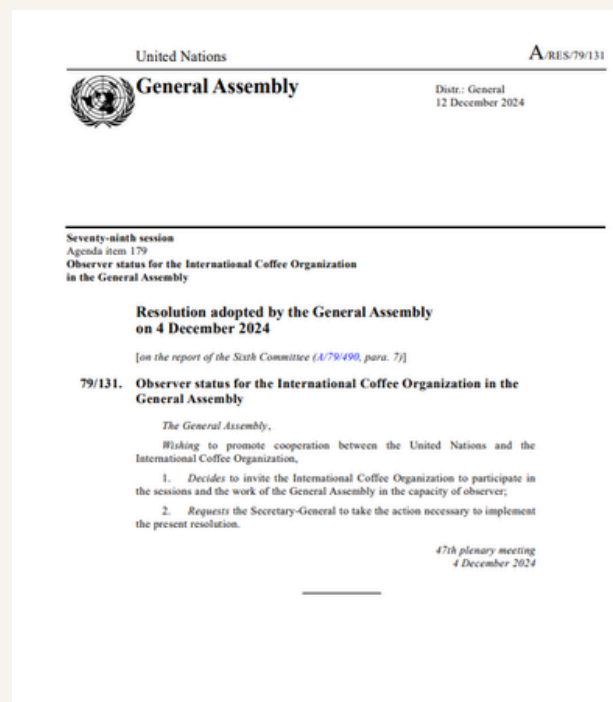 United Nations
A/RES/79/131
General Assembly
Distr.: General
12 December 2024
Seventy-ninth session
Agenda item 179
Observer status for the International Coffee Organization
in the General Assembly
Resolution adopted by the General Assembly
on 4 December 2024
[on the report of the Sixth Committee (A/79/490, para. 7)]
79/131. Observer status for the International Coffee Organization in the
General Assembly
The General Assembly,
Wishing to promote cooperation between the United Nations and the
International Coffee Organization,
1. Decides to invite the International Coffee Organization to participate in
the sessions and the work of the General Assembly in the capacity of observer;
2. Requests the Secretary-General to take the action necessary to implement
the present resolution.
47th plenary meeting
4 December 2024